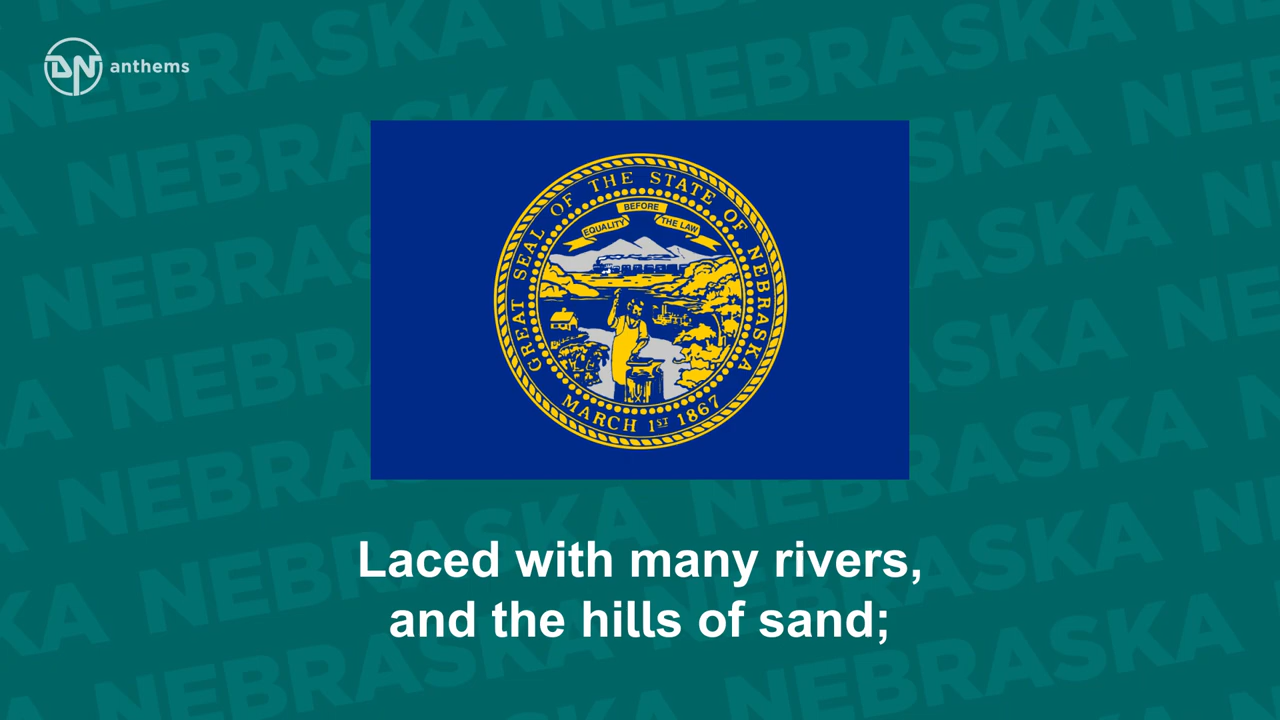 DN anthems
NEBRASKA
GREAT SEAL OF THE STATE OF NEBRASKA
EQUALITY BEFORE THE LAW
MARCH 1ST 1867
Laced with many rivers,
and the hills of sand;